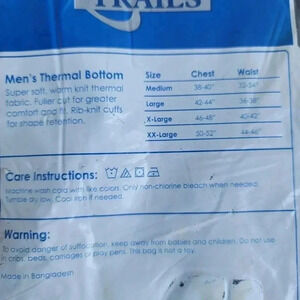 TRAILS
Men's Thermal Bottom
Super soft, warm knit thermal
fabric. Fuller cut for greater
comfort and fit. Rib-knit cuffs
for shape retention.
Size Chest Waist
Medium 38-40" 32-34"
Large 42-44" 36-38"
X-Large 46-48" 40-42"
XX-Large 50-52" 44-46"
Care Instructions:
Machine wash cold with like colors. Only non-chlorine bleach when needed.
Tumble dry low. Cool iron if needed.
Warning:
To avoid danger of suffocation, keep away from babies and children. Do not use
in cribs, beds, carriages or play pens. This bag is not a toy.
Made in Bangladesh